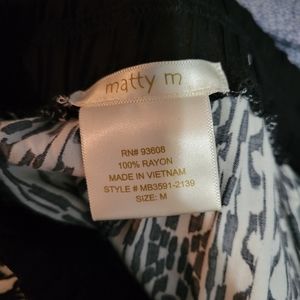 matty m
RN# 93608
100% RAYON
MADE IN VIETNAM
STYLE # MB3591-2139
SIZE: M